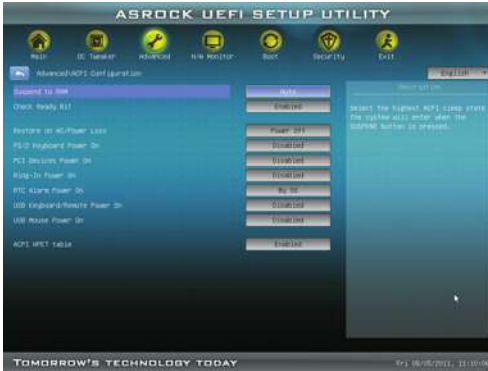 ASROCK UEFI SETUP UTILITY
Main
OC Tweaker
Advanced
H/W Monitor
Boot
Security
Exit
Advanced\ACPI Configuration
English
Description
Suspend to RAM Auto
Check Ready Bit Enabled
Select the highest ACPI sleep state
the system will enter when the
SUSPEND button is pressed.
Restore on AC/Power Loss Power Off
PS/2 Keyboard Power On Disabled
PCI Devices Power On Disabled
Ring-In Power On Disabled
RTC Alarm Power On By OS
USB Keyboard/Remote Power On Disabled
USB Mouse Power On Disabled
ACPI HPET table Enabled
TOMORROW'S TECHNOLOGY TODAY
Fri